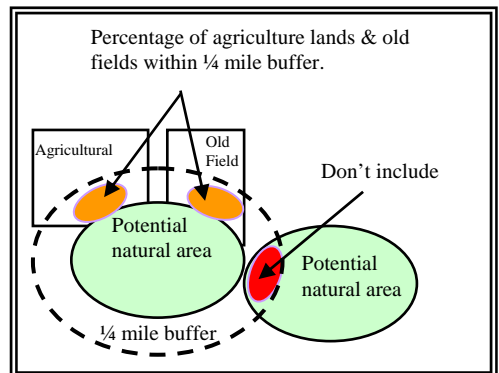 Percentage of agriculture lands & old
fields within ¼ mile buffer.
Agricultural
Old
Field
Don’t include
Potential
natural area
Potential
natural area
¼ mile buffer